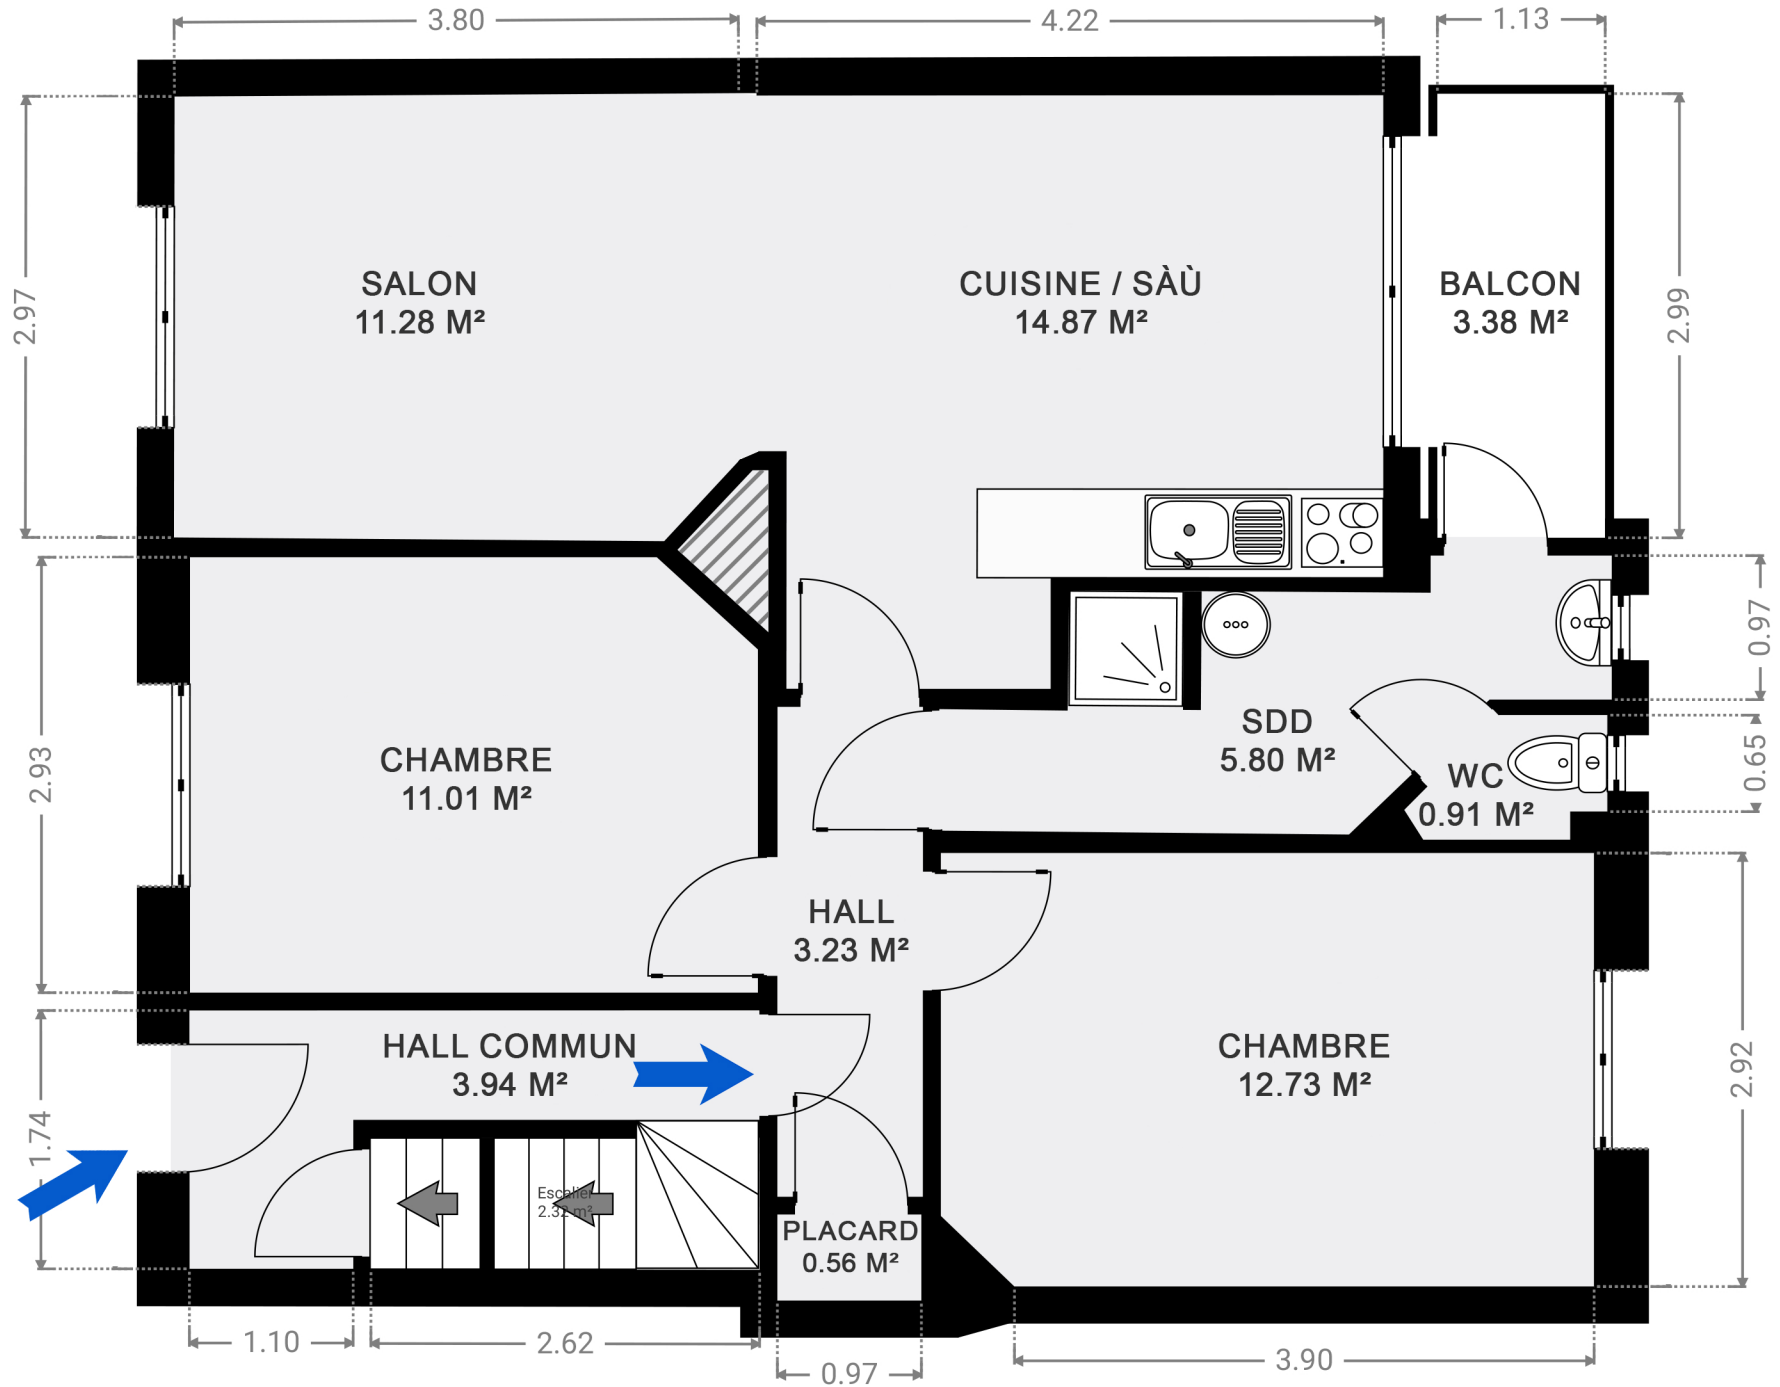 3.80
4.22
1.13
2.97
SALON
11.28 M²
CUISINE / SÀÙ
14.87 M²
BALCON
3.38 M²
2.99
0.97
2.93
CHAMBRE
11.01 M²
SDD
5.80 M²
WC
0.91 M²
0.65
HALL
3.23 M²
HALL COMMUN
3.94 M²
CHAMBRE
12.73 M²
2.92
1.74
Escalier
2.32 m²
PLACARD
0.56 M²
1.10
2.62
0.97
3.90